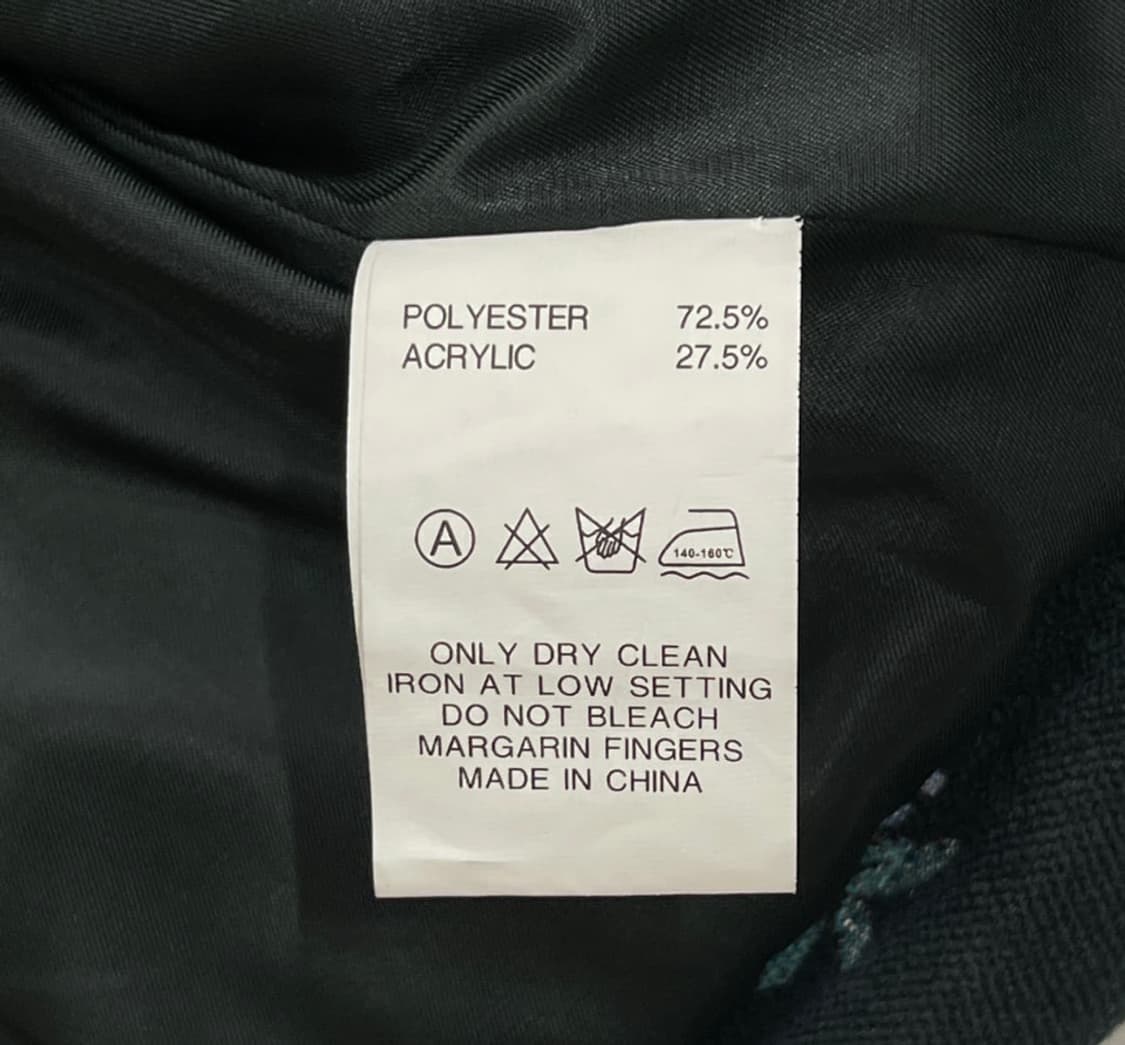 POLYESTER 72.5%
ACRYLIC 27.5%
A 140-160℃
ONLY DRY CLEAN
IRON AT LOW SETTING
DO NOT BLEACH
MARGARIN FINGERS
MADE IN CHINA